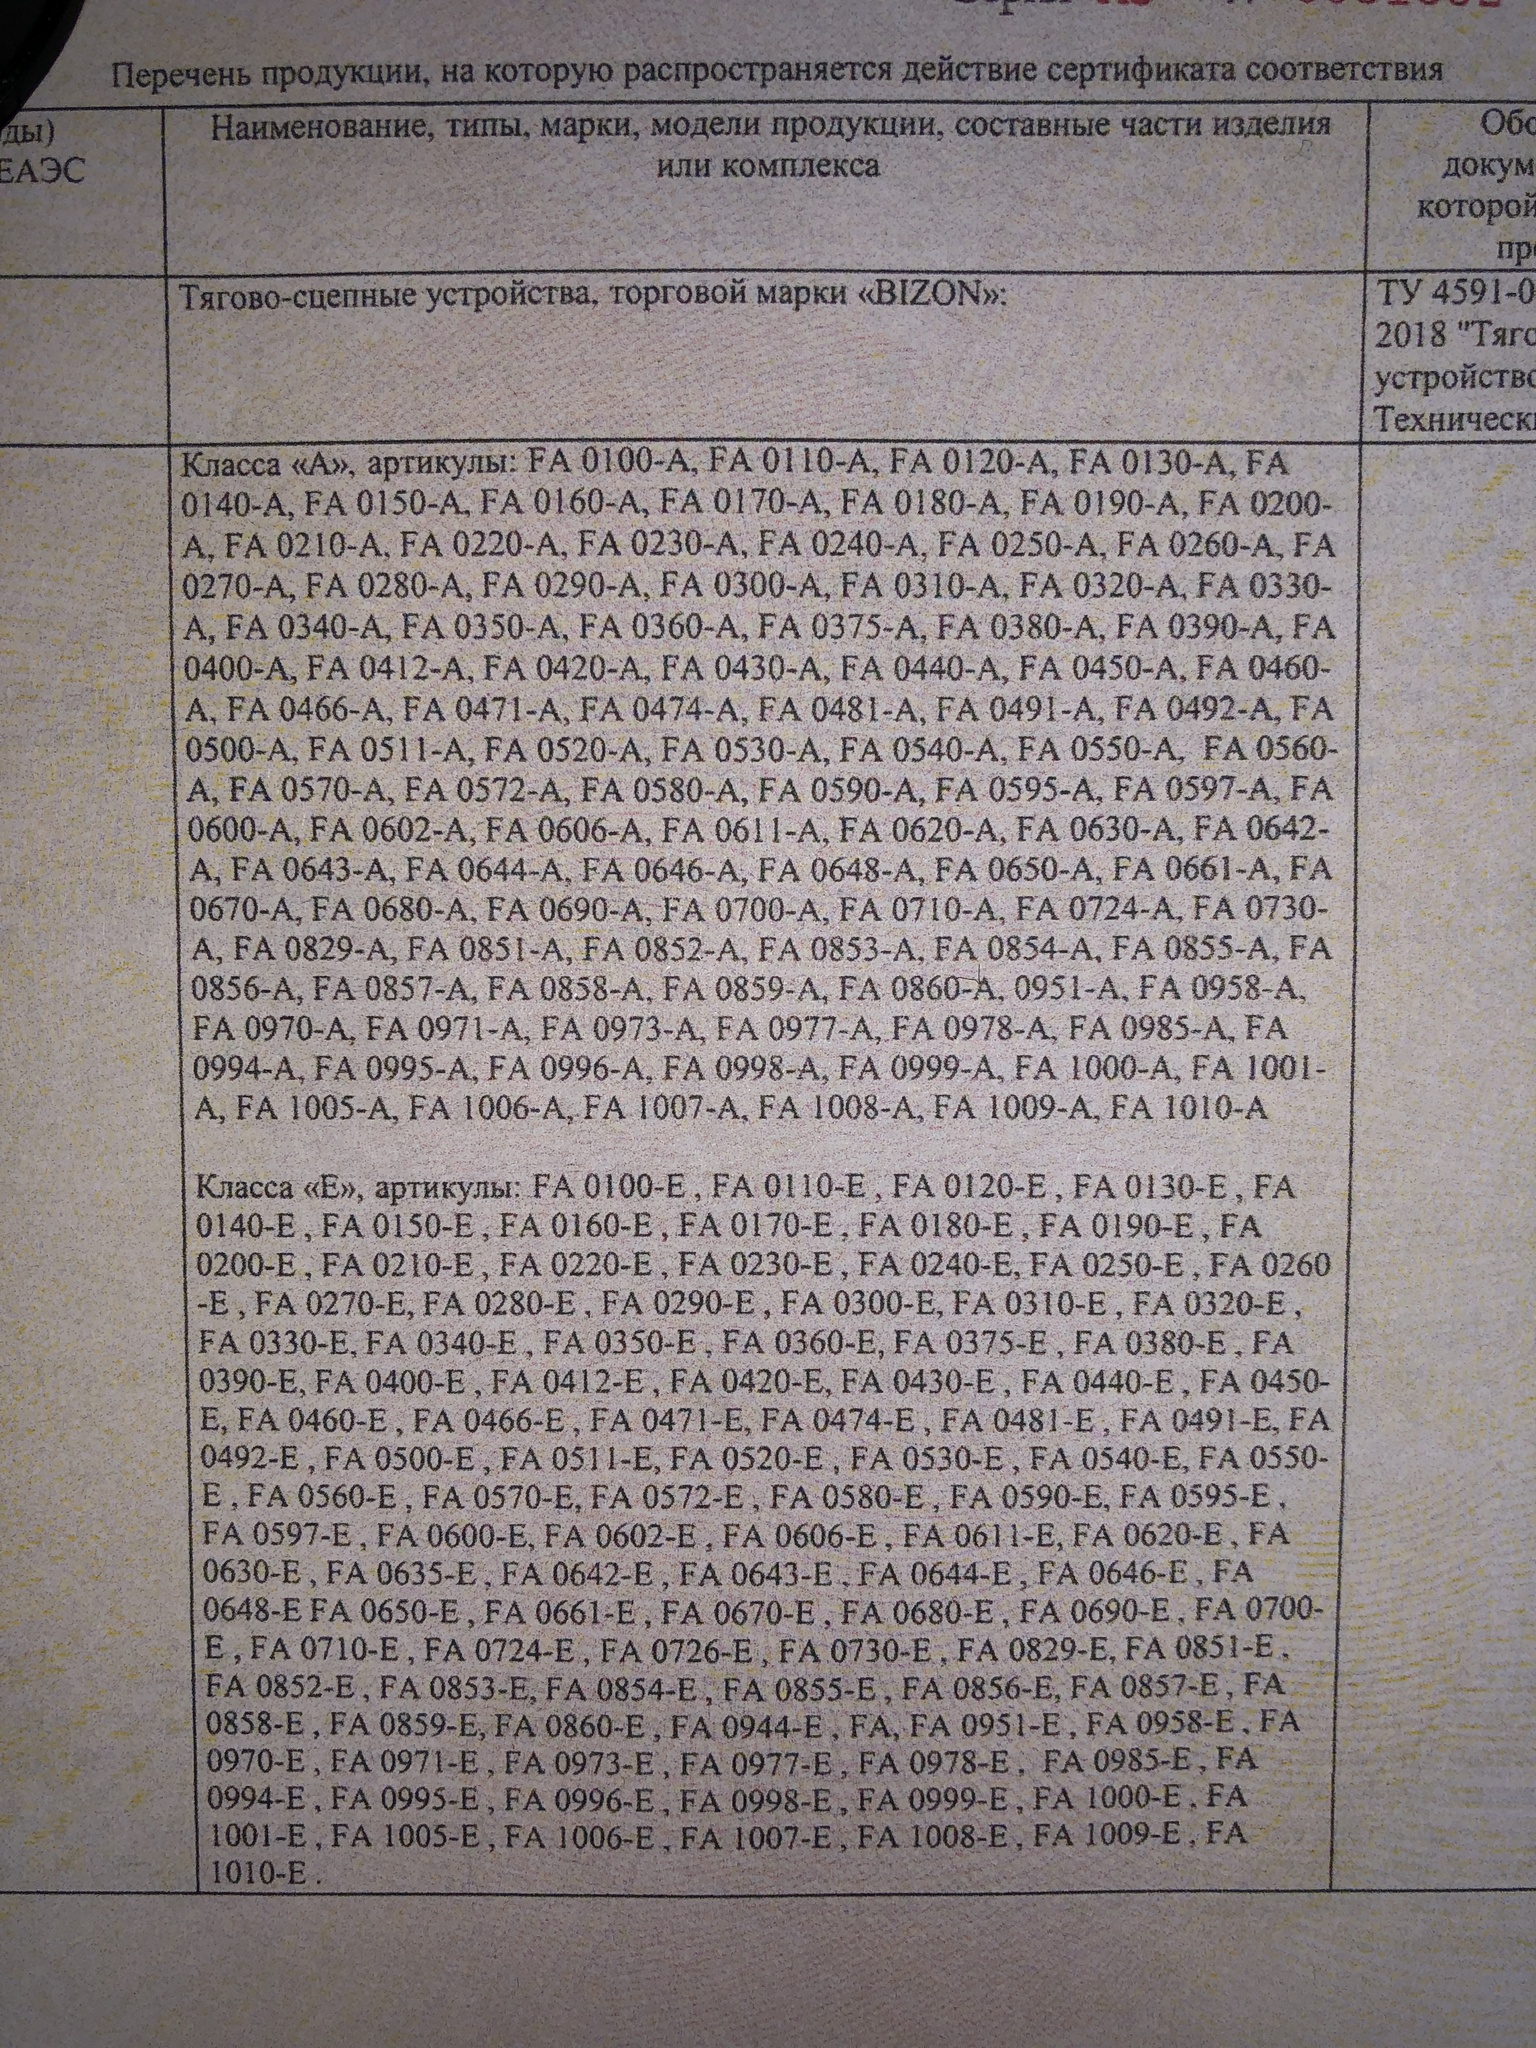 Перечень продукции, на которую распространяется действие сертификата соответствия
ды)
ЕАЭС
Наименование, типы, марки, модели продукции, составные части изделия
или комплекса
Обо
докум
которой
про
Тягово-сцепные устройства, торговой марки «BIZON»:
ТУ 4591-0
2018 "Тяго
устройство
Технически
Класса «А», артикулы: FA 0100-A, FA 0110-A, FA 0120-A, FA 0130-A, FA
0140-A, FA 0150-A, FA 0160-A, FA 0170-A, FA 0180-A, FA 0190-A, FA 0200-
A, FA 0210-A, FA 0220-A, FA 0230-A, FA 0240-A, FA 0250-A, FA 0260-A, FA
0270-A, FA 0280-A, FA 0290-A, FA 0300-A, FA 0310-A, FA 0320-A, FA 0330-
A, FA 0340-A, FA 0350-A, FA 0360-A, FA 0375-A, FA 0380-A, FA 0390-A, FA
0400-A, FA 0412-A, FA 0420-A, FA 0430-A, FA 0440-A, FA 0450-A, FA 0460-
A, FA 0466-A, FA 0471-A, FA 0474-A, FA 0481-A, FA 0491-A, FA 0492-A, FA
0500-A, FA 0511-A, FA 0520-A, FA 0530-A, FA 0540-A, FA 0550-A, FA 0560-
A, FA 0570-A, FA 0572-A, FA 0580-A, FA 0590-A, FA 0595-A, FA 0597-A, FA
0600-A, FA 0602-A, FA 0606-A, FA 0611-A, FA 0620-A, FA 0630-A, FA 0642-
A, FA 0643-A, FA 0644-A, FA 0646-A, FA 0648-A, FA 0650-A, FA 0661-A, FA
0670-A, FA 0680-A, FA 0690-A, FA 0700-A, FA 0710-A, FA 0724-A, FA 0730-
A, FA 0829-A, FA 0851-A, FA 0852-A, FA 0853-A, FA 0854-A, FA 0855-A, FA
0856-A, FA 0857-A, FA 0858-A, FA 0859-A, FA 0860-A, 0951-A, FA 0958-A,
FA 0970-A, FA 0971-A, FA 0973-A, FA 0977-A, FA 0978-A, FA 0985-A, FA
0994-A, FA 0995-A, FA 0996-A, FA 0998-A, FA 0999-A, FA 1000-A, FA 1001-
A, FA 1005-A, FA 1006-A, FA 1007-A, FA 1008-A, FA 1009-A, FA 1010-A
Класса «Е», артикулы: FA 0100-E , FA 0110-E , FA 0120-E , FA 0130-E , FA
0140-E , FA 0150-E , FA 0160-E , FA 0170-E , FA 0180-E , FA 0190-E , FA
0200-E , FA 0210-E , FA 0220-E , FA 0230-E , FA 0240-E, FA 0250-E , FA 0260
-E , FA 0270-E, FA 0280-E , FA 0290-E , FA 0300-E, FA 0310-E , FA 0320-E ,
FA 0330-E, FA 0340-E , FA 0350-E , FA 0360-E, FA 0375-E , FA 0380-E , FA
0390-E, FA 0400-E , FA 0412-E , FA 0420-E, FA 0430-E , FA 0440-E , FA 0450-
E, FA 0460-E , FA 0466-E , FA 0471-E, FA 0474-E , FA 0481-E , FA 0491-E, FA
0492-E , FA 0500-E , FA 0511-E, FA 0520-E , FA 0530-E , FA 0540-E, FA 0550-
E , FA 0560-E , FA 0570-E, FA 0572-E , FA 0580-E , FA 0590-E, FA 0595-E ,
FA 0597-E , FA 0600-E, FA 0602-E , FA 0606-E , FA 0611-E, FA 0620-E , FA
0630-E , FA 0635-E , FA 0642-E , FA 0643-E , FA 0644-E , FA 0646-E , FA
0648-E FA 0650-E , FA 0661-E , FA 0670-E , FA 0680-E , FA 0690-E , FA 0700-
E , FA 0710-E , FA 0724-E , FA 0726-E , FA 0730-E , FA 0829-E, FA 0851-E ,
FA 0852-E , FA 0853-E, FA 0854-E , FA 0855-E , FA 0856-E, FA 0857-E , FA
0858-E , FA 0859-E, FA 0860-E , FA 0944-E , FA, FA 0951-E , FA 0958-E , FA
0970-E , FA 0971-E , FA 0973-E , FA 0977-E , FA 0978-E , FA 0985-E , FA
0994-E , FA 0995-E , FA 0996-E , FA 0998-E , FA 0999-E , FA 1000-E , FA
1001-E , FA 1005-E , FA 1006-E , FA 1007-E , FA 1008-E , FA 1009-E , FA
1010-E .